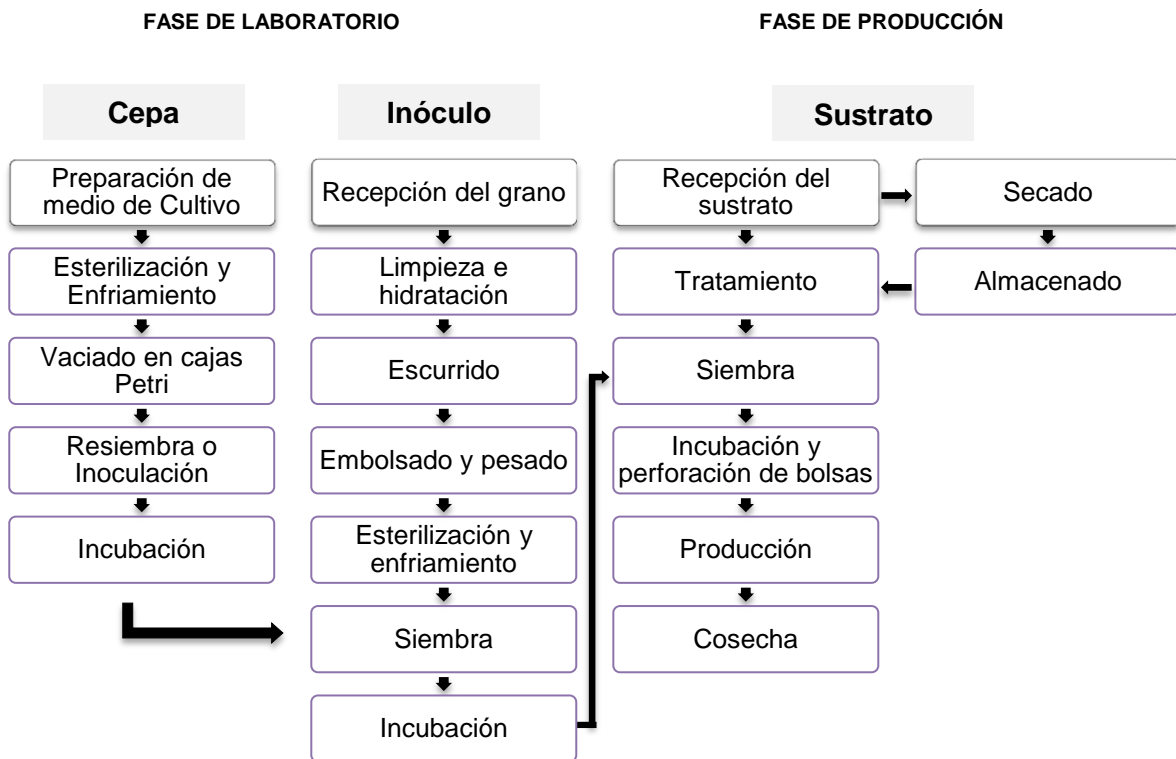 FASE DE LABORATORIO
FASE DE PRODUCCIÓN
Cepa
Preparación de
medio de Cultivo
Esterilización y
Enfriamiento
Vaciado en cajas
Petri
Resiembra o
Inoculación
Incubación
Inóculo
Recepción del grano
Limpieza e
hidratación
Escurrido
Embolsado y pesado
Esterilización y
enfriamiento
Siembra
Incubación
Sustrato
Recepción del
sustrato
Secado
Tratamiento
Almacenado
Siembra
Incubación y
perforación de bolsas
Producción
Cosecha